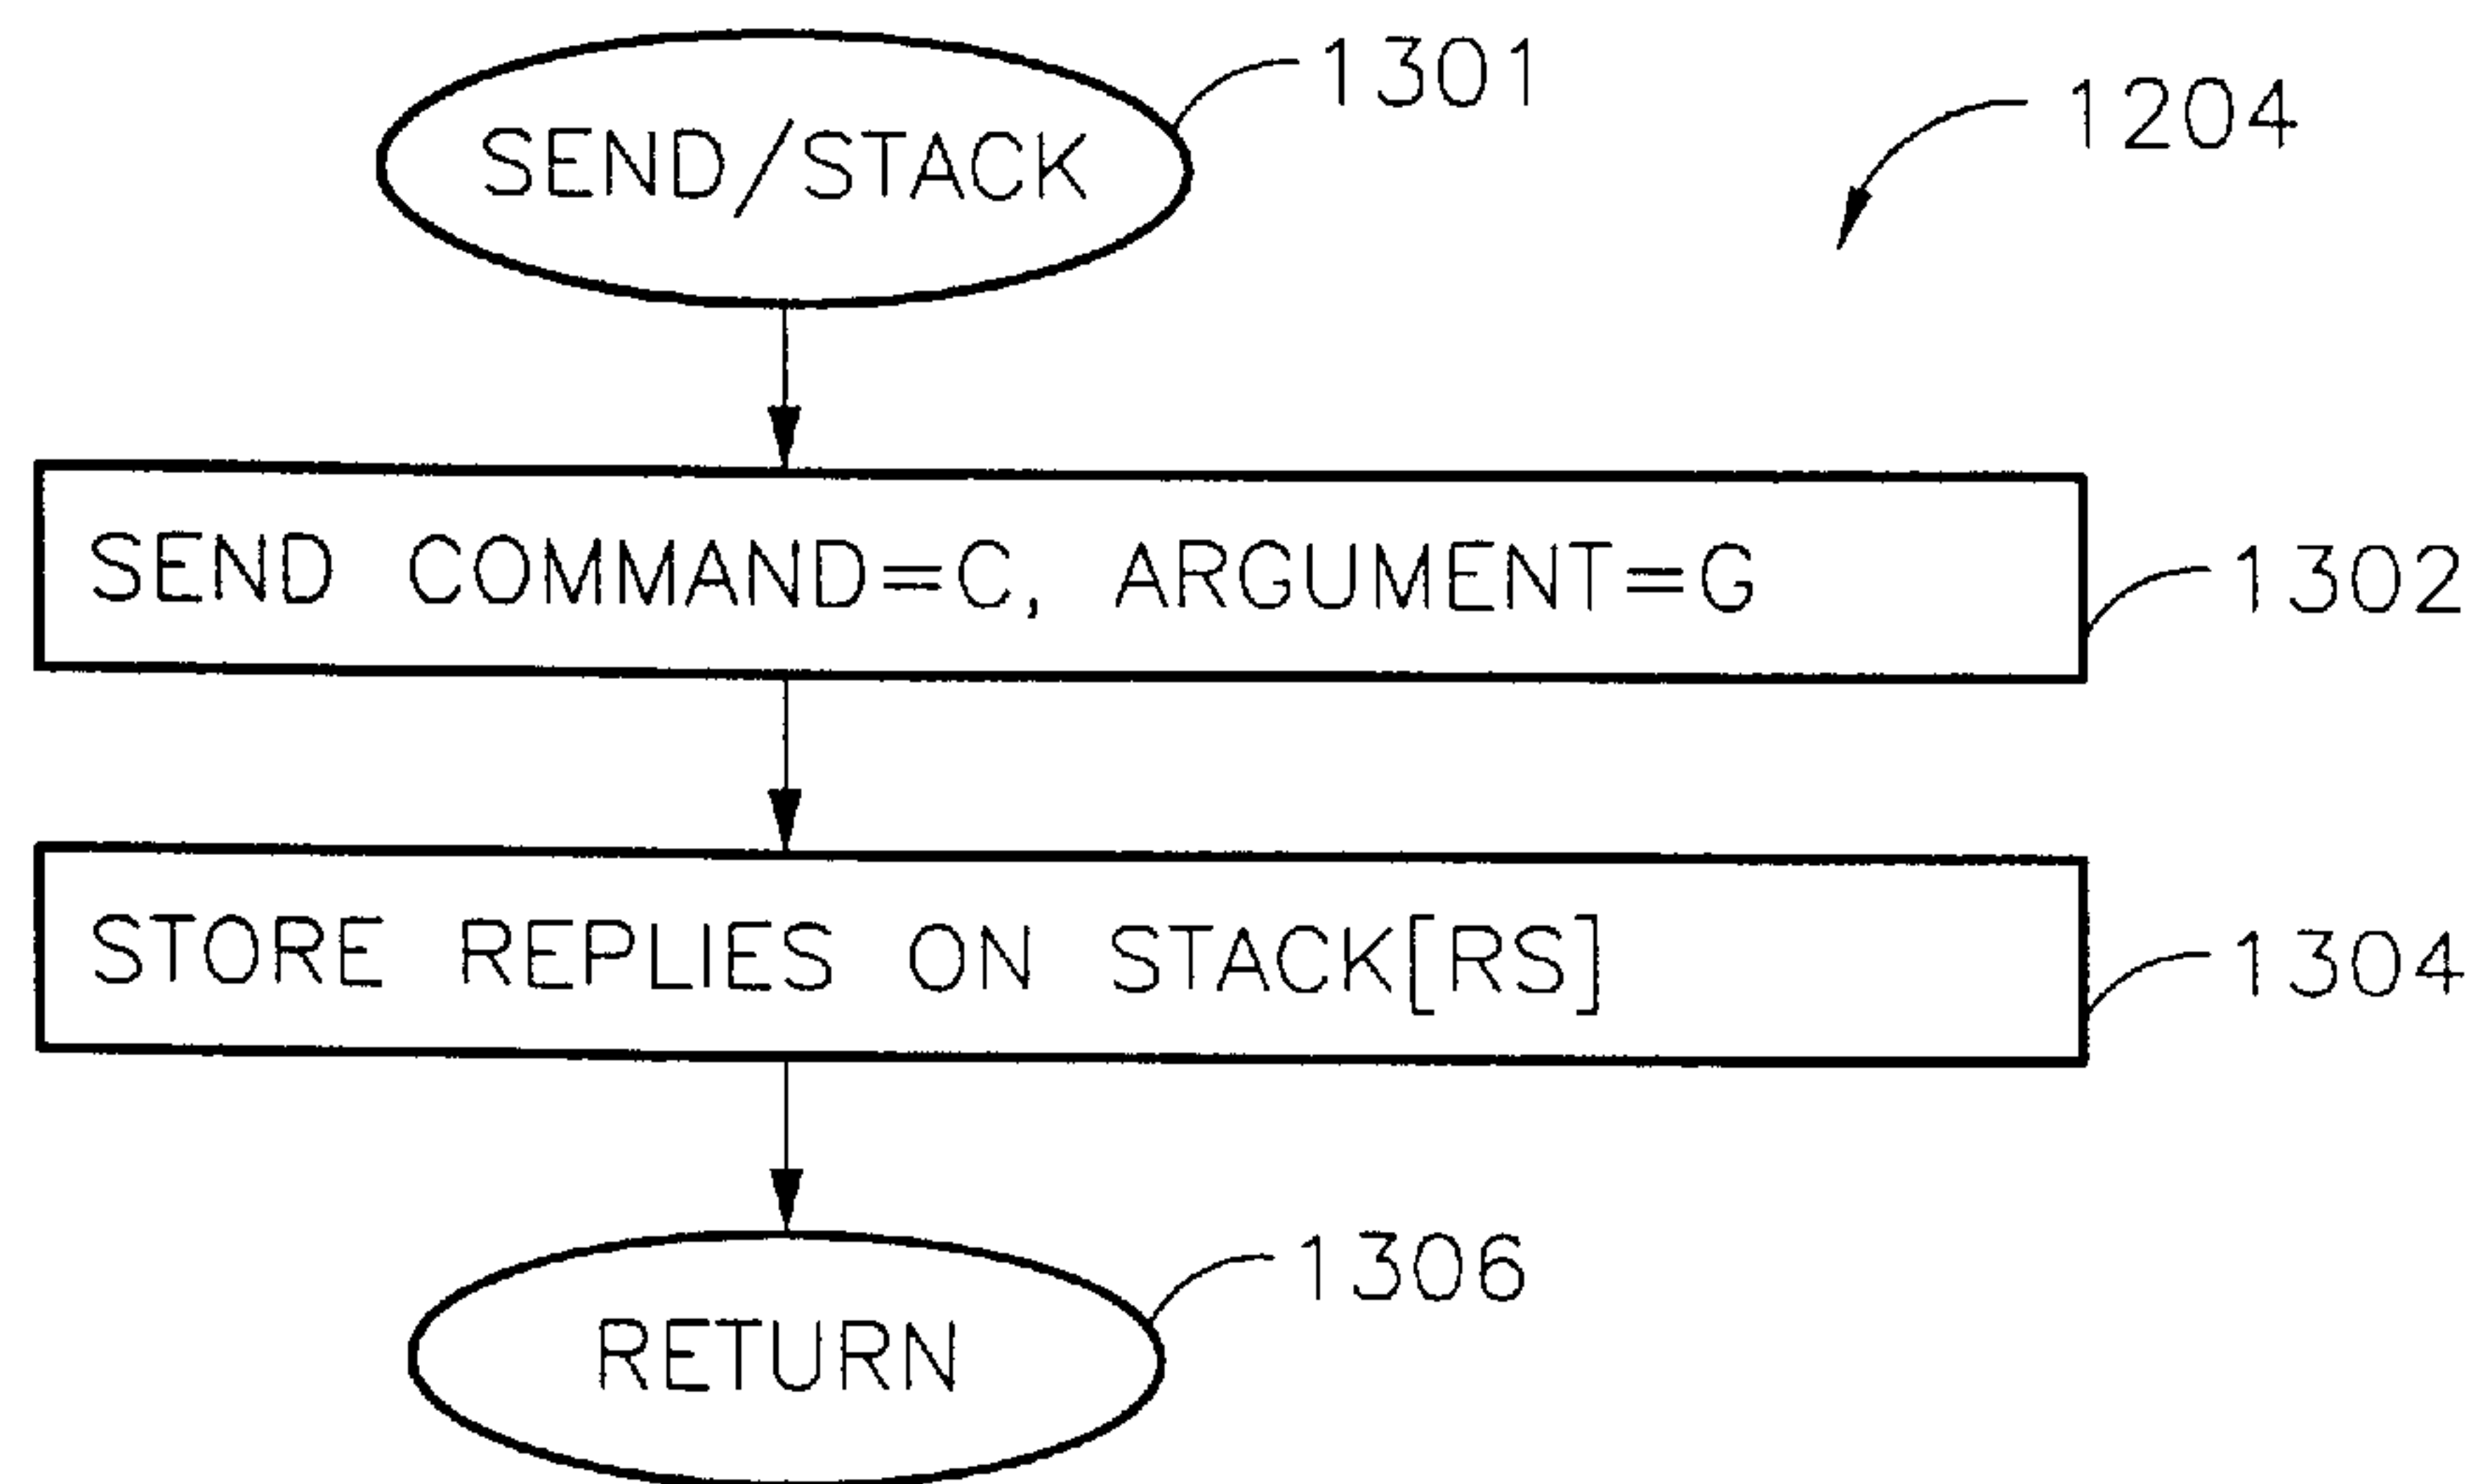 1301
1204
SEND/STACK
SEND COMMAND=C, ARGUMENT=G
1302
STORE REPLIES ON STACK[RS]
1304
1306
RETURN